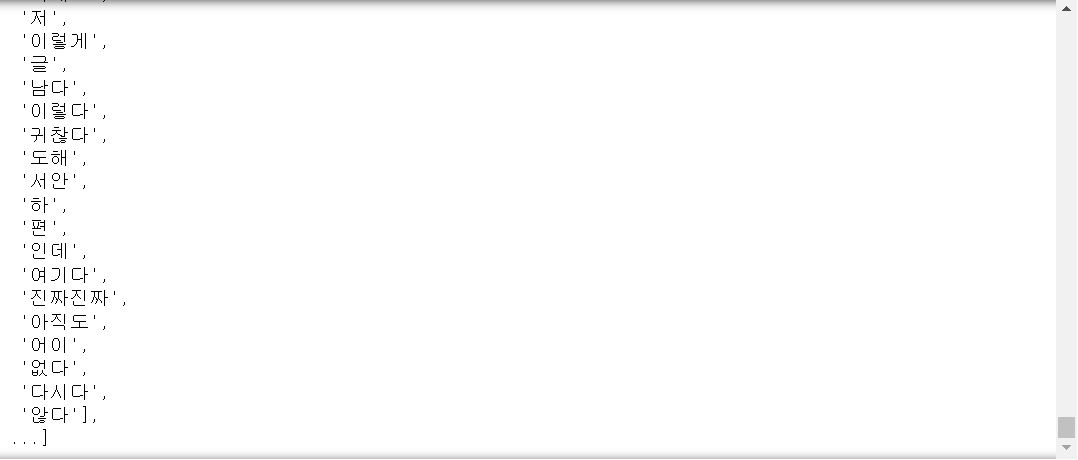 '저',
'이렇게',
'글',
'남다',
'이렇다',
'귀찮다',
'도해',
'서안',
'하',
'편',
'인데',
'여기다',
'진짜진짜',
'아직도',
'어이',
'없다',
'다시다',
'않다'],
...]